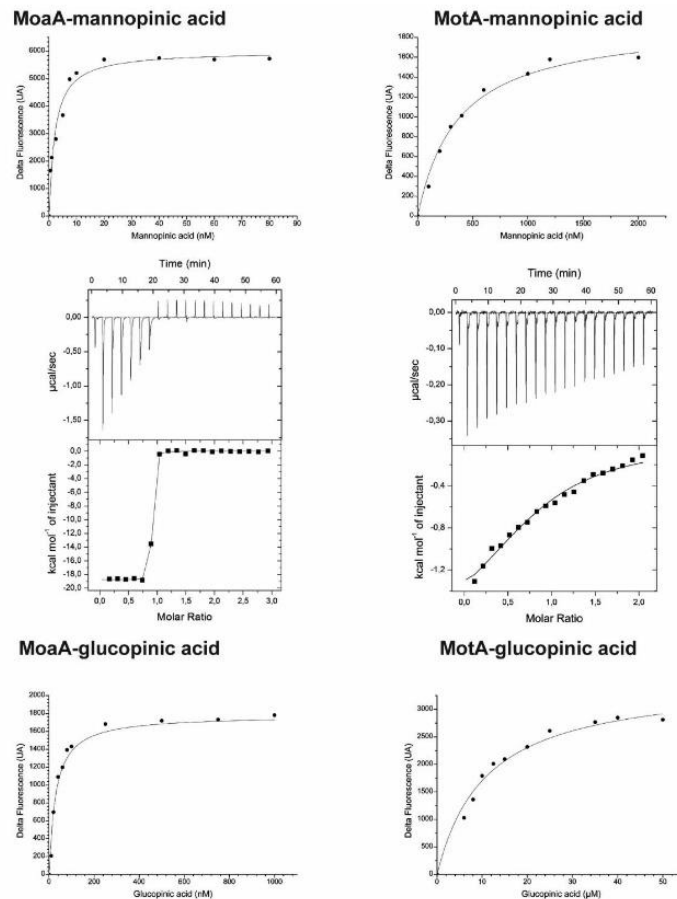 MoaA-mannopinic acid
6000
5000
4000
3000
2000
1000
0
Delta Fluorescence (UA)
0 10 20 30 40 50 60 70 80 90
Mannopinic acid (nM)
MotA-mannopinic acid
1800
1600
1400
1200
1000
800
600
400
200
0
Delta Fluorescence (UA)
0 500 1000 1500 2000
Mannopinic acid (nM)
Time (min)
0 10 20 30 40 50 60
0,00
-0,50
-1,00
-1,50
µcal/sec
0,0
-2,0
-4,0
-6,0
-8,0
-10,0
-12,0
-14,0
-16,0
-18,0
-20,0
kcal mol⁻¹ of injectant
0,0 0,5 1,0 1,5 2,0 2,5 3,0
Molar Ratio
Time (min)
0 10 20 30 40 50 60
0,00
-0,10
-0,20
-0,30
µcal/sec
-0,4
-0,8
-1,2
kcal mol⁻¹ of injectant
0,0 0,5 1,0 1,5 2,0
Molar Ratio
MoaA-glucopinic acid
2000
1800
1600
1400
1200
1000
800
600
400
200
0
Delta Fluorescence (UA)
0 200 400 600 800 1000
Glucopinic acid (nM)
MotA-glucopinic acid
3000
2500
2000
1500
1000
500
0
Delta Fluorescence (UA)
0 10 20 30 40 50
Glucopinic acid (µM)